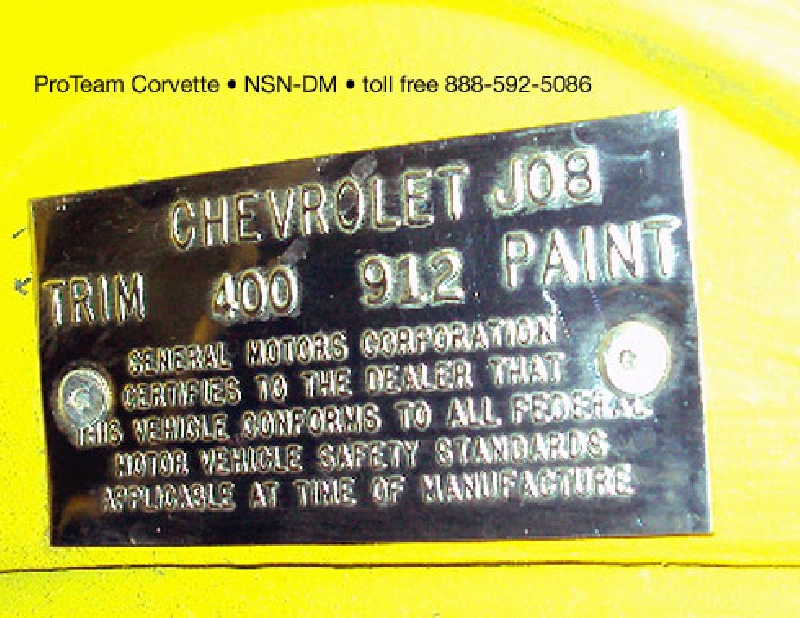 ProTeam Corvette • NSN-DM • toll free 888-592-5086
CHEVROLET J08
TRIM 400 912 PAINT
GENERAL MOTORS CORPORATION
CERTIFIES TO THE DEALER THAT
THIS VEHICLE CONFORMS TO ALL FEDERAL
MOTOR VEHICLE SAFETY STANDARDS
APPLICABLE AT TIME OF MANUFACTURE